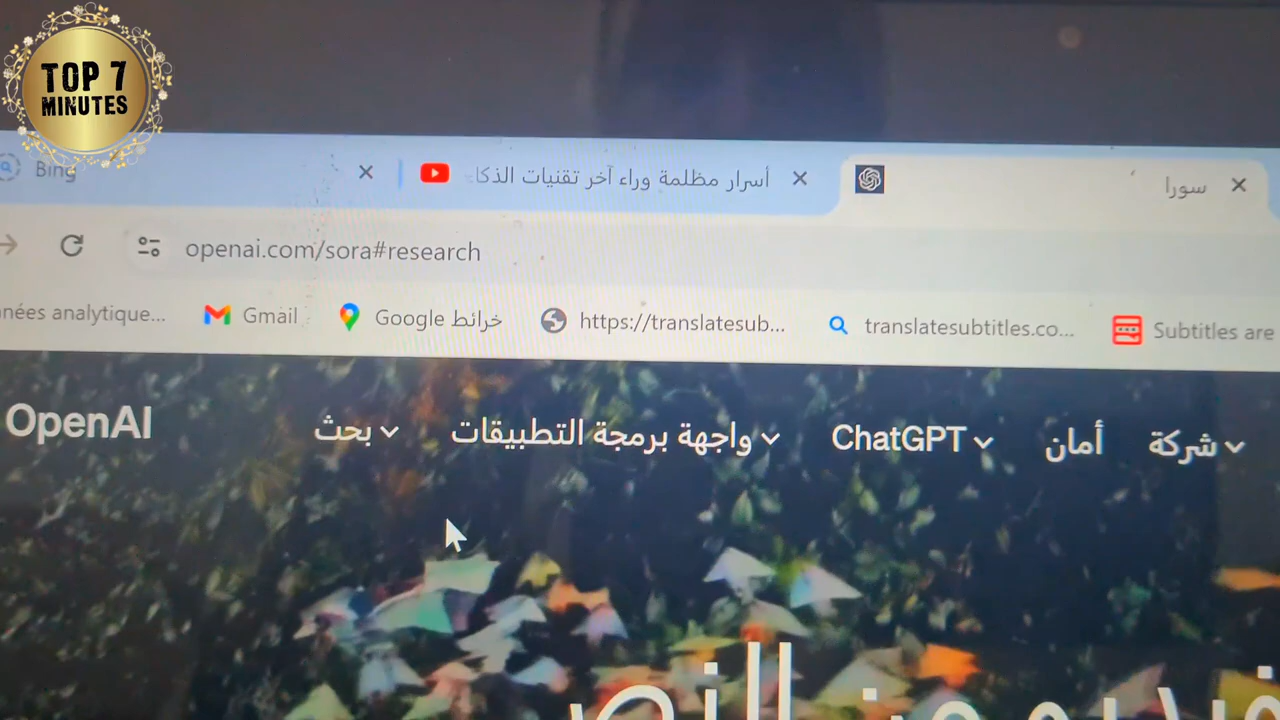 TOP 7
MINUTES
Bing
أسرار مظلمة وراء آخر تقنيات الذكا
سورا
openai.com/sora#research
nnées analytique...
Gmail
خرائط Google
https://translatesub...
translatesubtitles.co...
Subtitles are
OpenAI
بحث
واجهة برمجة التطبيقات
ChatGPT
أمان
شركة